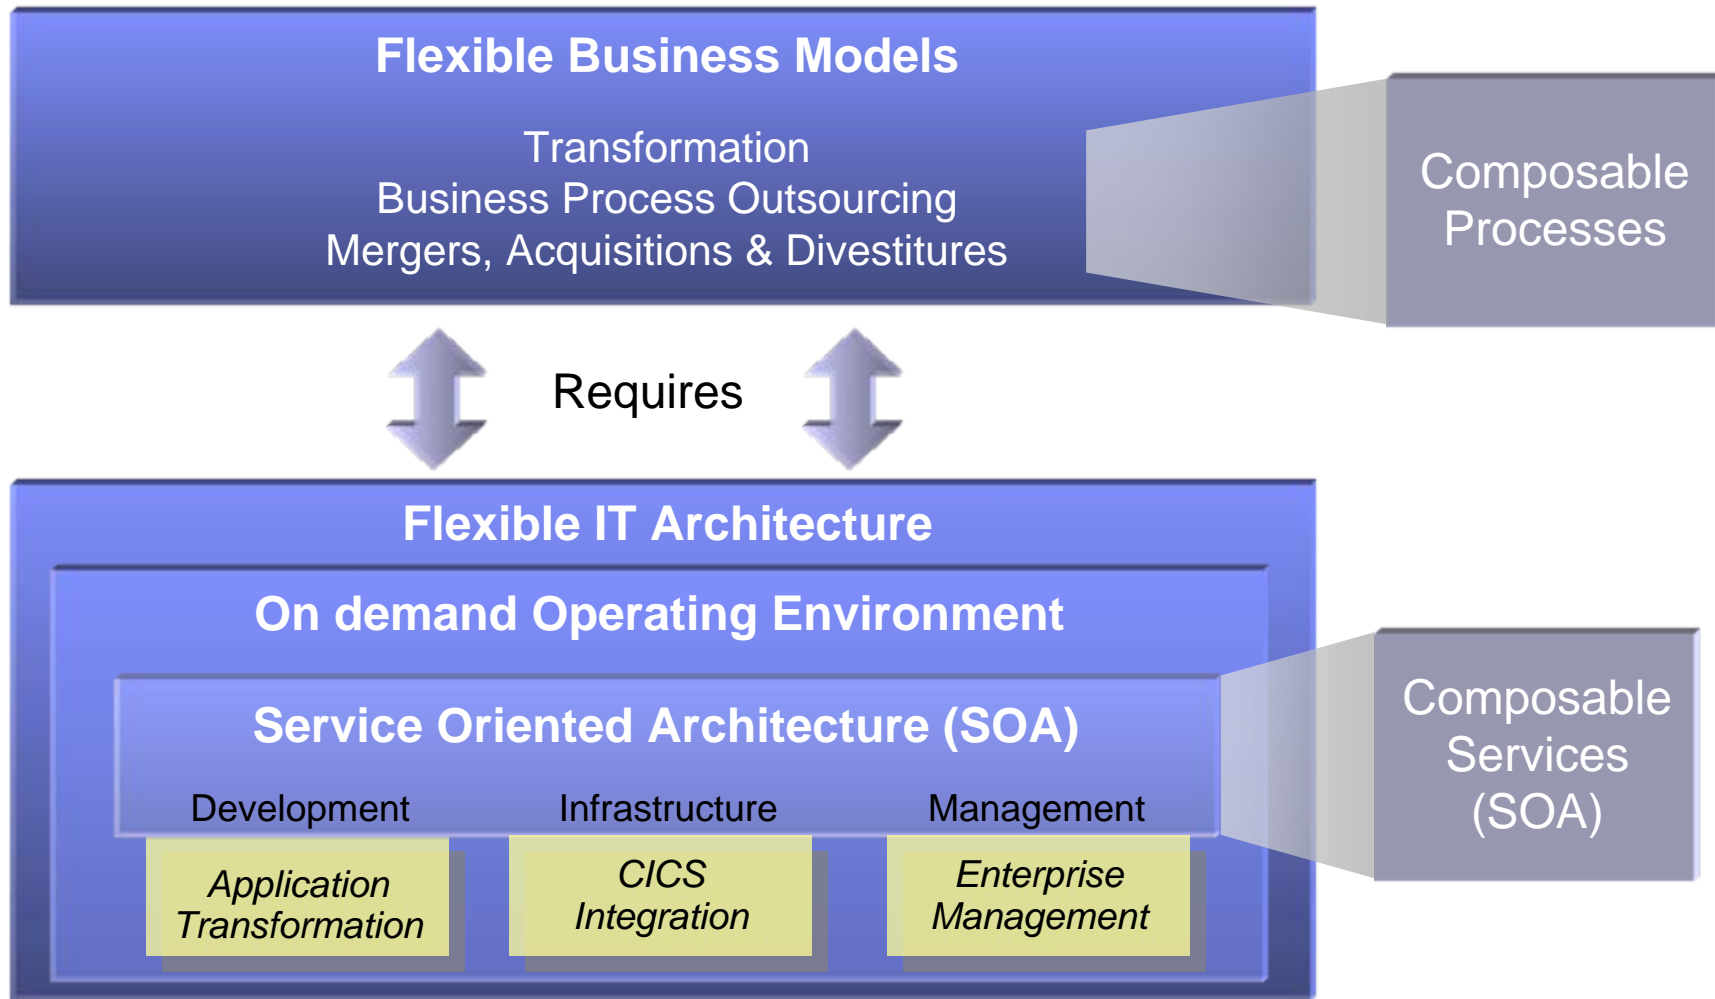 Flexible Business Models
Transformation
Business Process Outsourcing
Mergers, Acquisitions & Divestitures
Composable
Processes
Requires
Flexible IT Architecture
On demand Operating Environment
Service Oriented Architecture (SOA)
Development
Infrastructure
Management
Application
Transformation
CICS
Integration
Enterprise
Management
Composable
Services
(SOA)